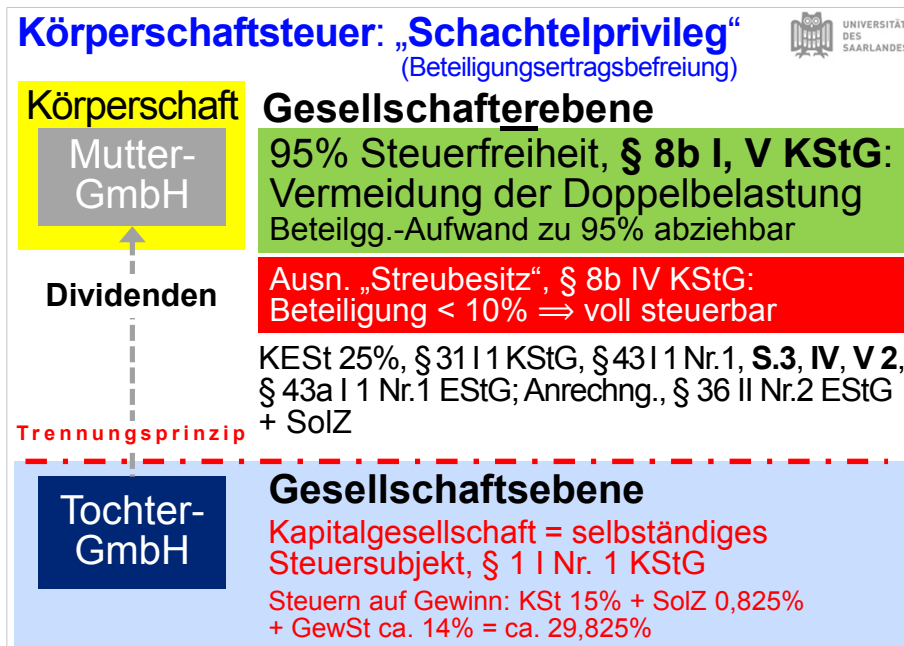 Körperschaftsteuer: „Schachtelprivileg“
(Beteiligungsertragsbefreiung)
UNIVERSITÄT
DES
SAARLANDES
Körperschaft
Mutter-
GmbH
Dividenden
Trennungsprinzip
Gesellschafterebene
95% Steuerfreiheit, § 8b I, V KStG:
Vermeidung der Doppelbelastung
Beteilgg.-Aufwand zu 95% abziehbar
Ausn. „Streubesitz“, § 8b IV KStG:
Beteiligung < 10% ⟹ voll steuerbar
KESt 25%, § 31 I 1 KStG, § 43 I 1 Nr.1, S.3, IV, V 2,
§ 43a I 1 Nr.1 EStG; Anrechng., § 36 II Nr.2 EStG
+ SolZ
Tochter-
GmbH
Gesellschaftsebene
Kapitalgesellschaft = selbständiges
Steuersubjekt, § 1 I Nr. 1 KStG
Steuern auf Gewinn: KSt 15% + SolZ 0,825%
+ GewSt ca. 14% = ca. 29,825%